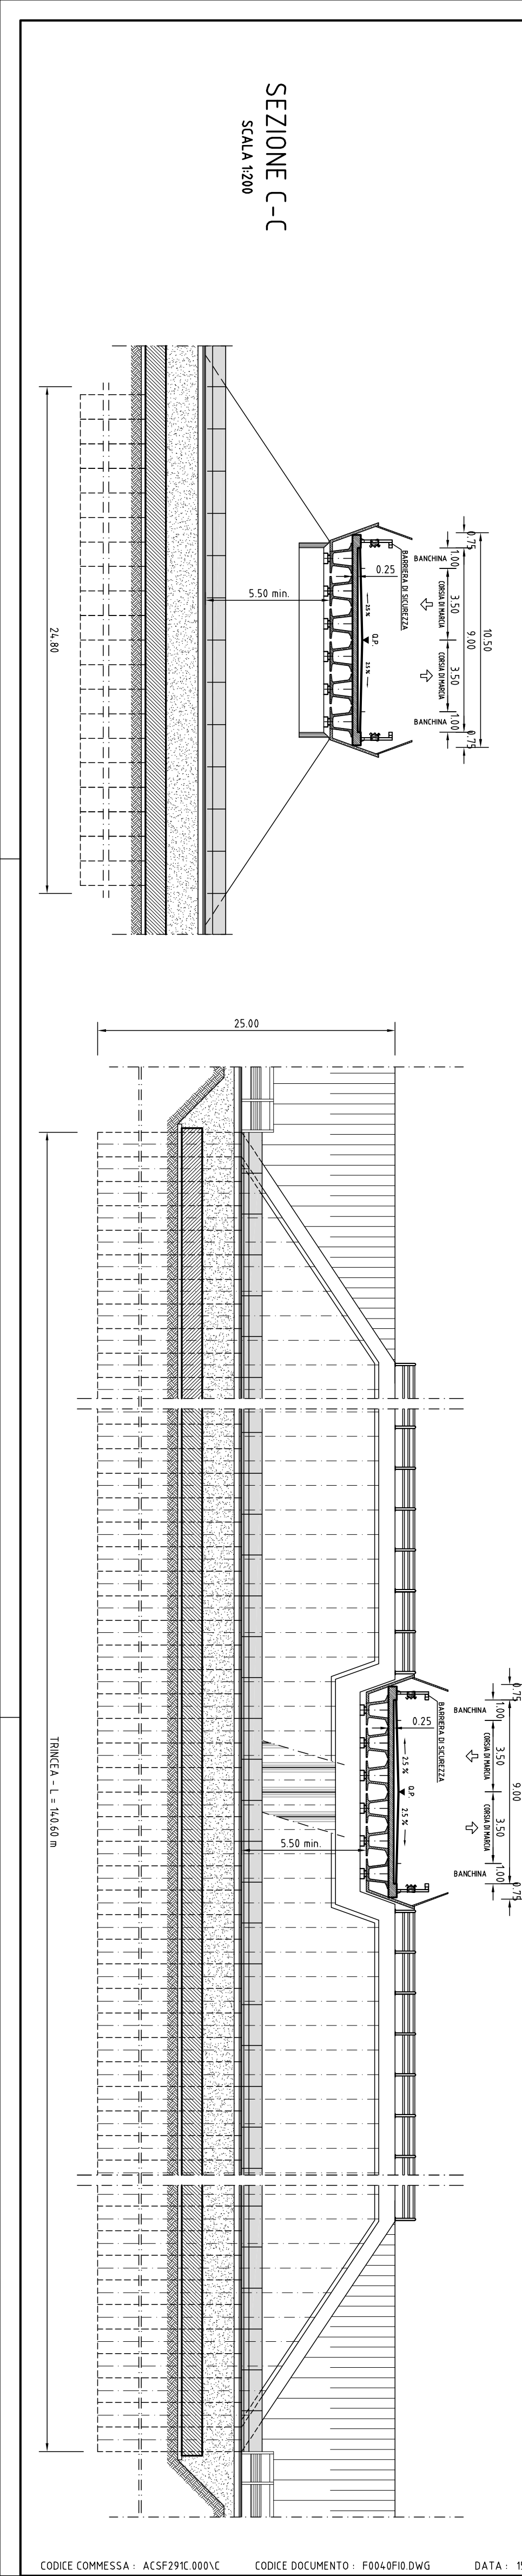 SEZIONE C-C
SCALA 1:200
10.50
0.75
9.00
0.75
1.00
3.50
3.50
1.00
BANCHINA
CORSIA DI MARCIA
CORSIA DI MARCIA
BANCHINA
BARRIERA DI SICUREZZA
0.25
2.5 %
Q.P.
2.5 %
5.50 min.
24.80
25.00
0.75
9.00
0.75
1.00
3.50
3.50
1.00
BANCHINA
CORSIA DI MARCIA
CORSIA DI MARCIA
BANCHINA
BARRIERA DI SICUREZZA
0.25
2.5 %
Q.P.
2.5 %
5.50 min.
TRINCEA - L = 140.60 m
CODICE COMMESSA : ACSF291C.000\C CODICE DOCUMENTO : F0040FI0.DWG DATA :